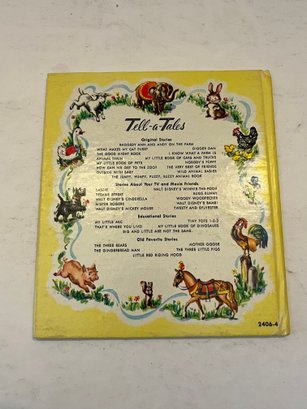 Tell-a-Tales
Original Stories
RAGGEDY ANN AND ANDY ON THE FARM
WHAT MAKES MY CAT PURR? DIGGER DAN
THE GOOD NIGHT BOOK I KNOW WHAT A FARM IS
ANIMAL TRAIN MY LITTLE BOOK OF CARS AND TRUCKS
MY LITTLE BOOK OF PETS NOBODY'S PUPPY
HOW CAN WE GET TO THE ZOO? THE VERY BEST OF FRIENDS
OUTSIDE WITH BABY WILD ANIMAL BABIES
THE JUMPY, HUMPY, FUZZY, BUZZY ANIMAL BOOK
Stories About Your TV and Movie Friends
LASSIE WALT DISNEY'S WINNIE-THE-POOH
SESAME STREET BUGS BUNNY
WALT DISNEY'S CINDERELLA WOODY WOODPECKER
MISTER ROGERS WALT DISNEY'S BAMBI
WALT DISNEY'S MICKEY MOUSE TWEETY AND SYLVESTER
Educational Stories
MY LITTLE ABC TINY TOTS 1-2-3
THAT'S WHERE YOU LIVE! MY LITTLE BOOK OF DINOSAURS
BIG AND LITTLE ARE NOT THE SAME
Old Favorite Stories
THE THREE BEARS MOTHER GOOSE
THE GINGERBREAD MAN THE THREE LITTLE PIGS
LITTLE RED RIDING HOOD
2406-4